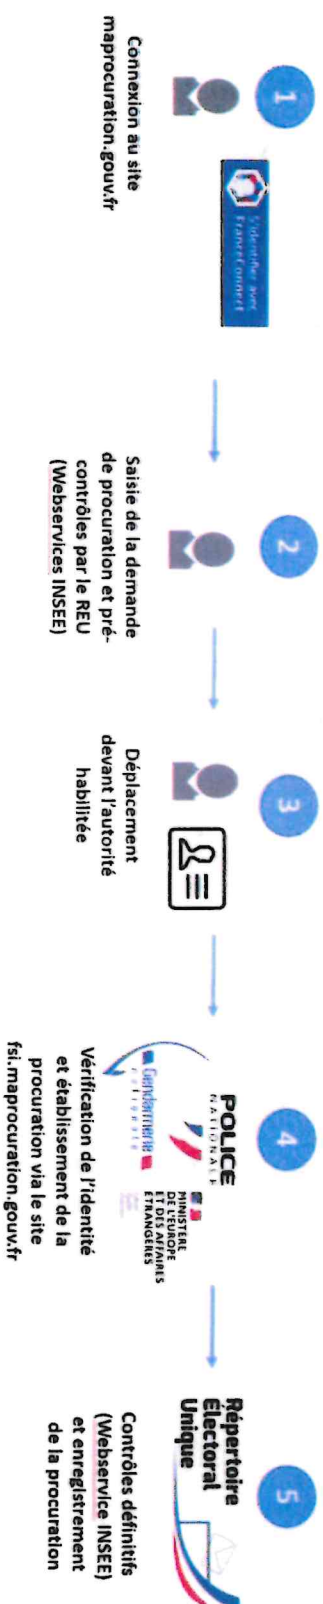 1
S'identifier avec
FranceConnect
Connexion au site
maprocuration.gouv.fr
2
Saisie de la demande
de procuration et pré-
contrôles par le REU
(Webservices INSEE)
3
Déplacement
devant l'autorité
habilitée
4
POLICE
NATIONALE
Gendarmerie
nationale
MINISTÈRE
DE L'EUROPE
ET DES AFFAIRES
ÉTRANGÈRES
Vérification de l'identité
et établissement de la
procuration via le site
fsi.maprocuration.gouv.fr
5
Répertoire
Électoral
Unique
Contrôles définitifs
(Webservice INSEE)
et enregistrement
de la procuration